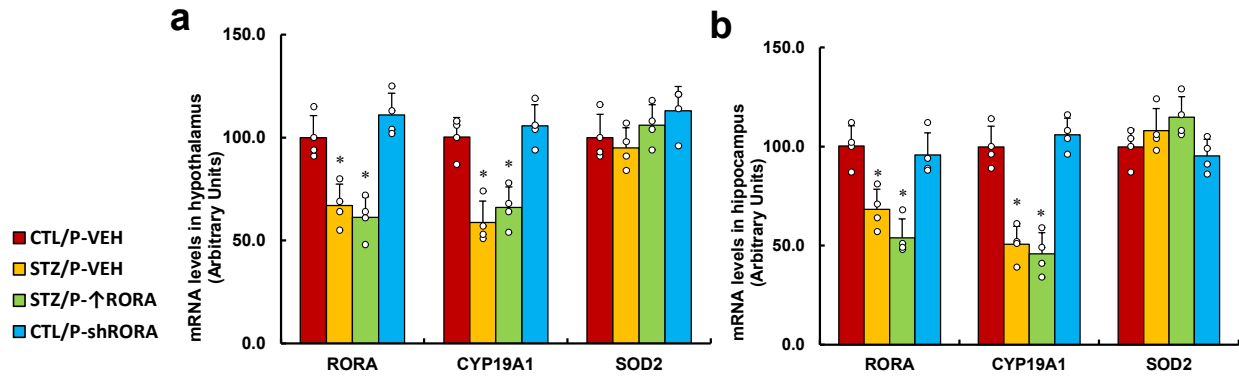 a
b
150.0
100.0
50.0
0.0
mRNA levels in hypothalamus
(Arbitrary Units)
* * * *
RORA CYP19A1 SOD2
150.0
100.0
50.0
0.0
mRNA levels in hippocampus
(Arbitrary Units)
* * * *
RORA CYP19A1 SOD2
CTL/P-VEH
STZ/P-VEH
STZ/P-↑RORA
CTL/P-shRORA